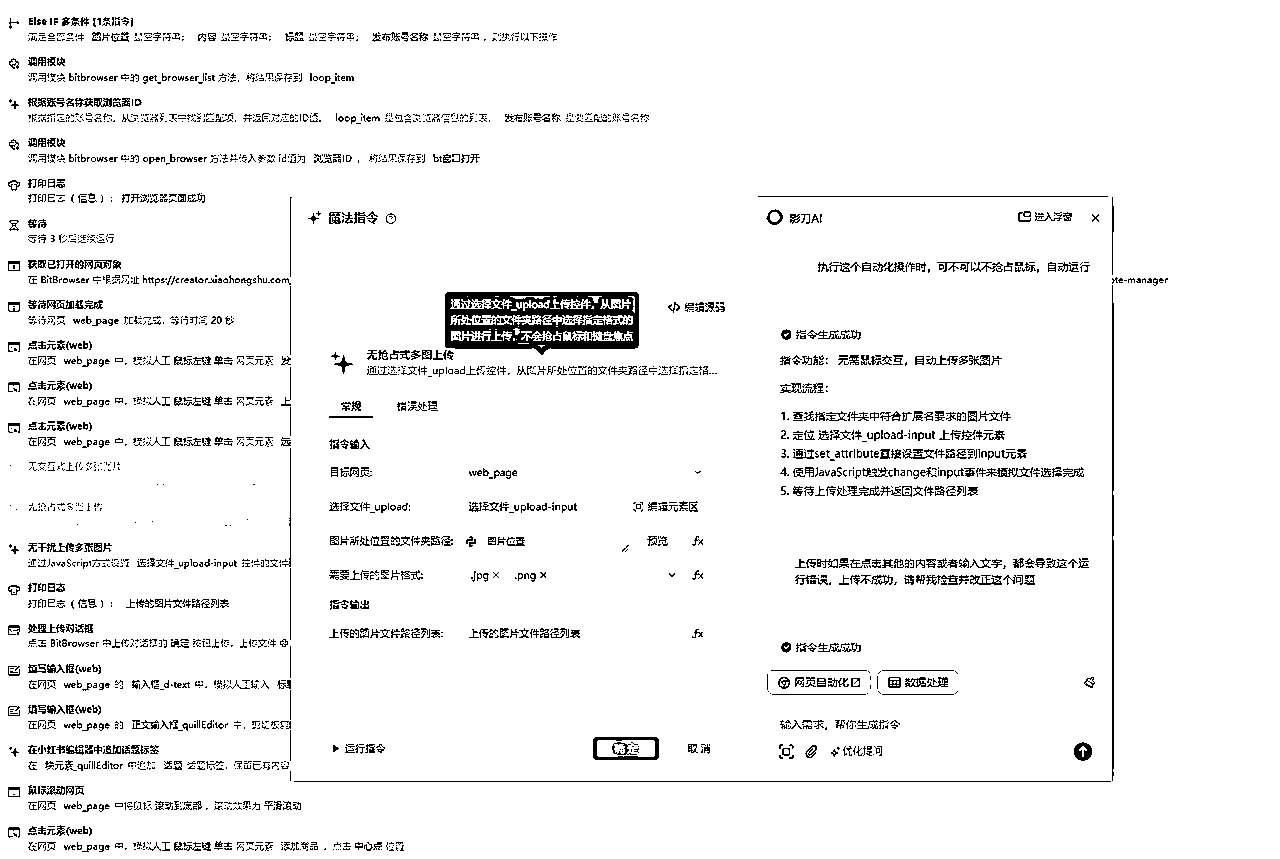 Else IF 多条件 [1条指令]
满足全部条件 图片位置 是空字符串; 内容 是空字符串; 标题 是空字符串; 发布账号名称 是空字符串 , 则执行以下操作
调用模块
调用模块 bitbrowser 中的 get_browser_list 方法, 将结果保存到 loop_item
根据账号名称获取浏览器ID
根据指定的账号名称, 从浏览器列表中找到匹配项, 并返回对应的ID值。 loop_item 是包含浏览器信息的列表, 发布账号名称 是要匹配的账号名称
调用模块
调用模块 bitbrowser 中的 open_browser 方法并传入参数 id值为 浏览器ID , 将结果保存到 bt窗口打开
打印日志
打印日志 ( 信息 ) : 打开浏览器页面成功
等待
等待 3 秒后继续运行
获取已打开的网页对象
在 BitBrowser 中根据网址 https://creator.xiaohongshu.com
ote-manager
等待网页加载完成
等待网页 web_page 加载完成, 等待时间 20 秒
点击元素(web)
在网页 web_page 中, 模拟人工 鼠标左键 单击 网页元素 发
点击元素(web)
在网页 web_page 中, 模拟人工 鼠标左键 单击 网页元素 上
点击元素(web)
在网页 web_page 中, 模拟人工 鼠标左键 单击 网页元素 选
无交互式上传多张图片
无抢占式多图上传
无干扰上传多张图片
通过JavaScript方式设置 选择文件_upload-input 控件的文件
打印日志
打印日志 ( 信息 ) : 上传的图片文件路径列表
处理上传对话框
点击 BitBrowser 中上传对话框的 确定 按钮上传, 上传文件
填写输入框(web)
在网页 web_page 的 输入框_d-text 中, 模拟人工输入 标题
填写输入框(web)
在网页 web_page 的 正文输入框_quillEditor 中, 剪切板
在小红书编辑器中追加话题标签
在 块元素_quillEditor 中追加 话题 话题标签, 保留已有内容
鼠标滚动网页
在网页 web_page 中将鼠标 滚动到底部 , 滚动效果为 平滑滚动
点击元素(web)
在网页 web_page 中, 模拟人工 鼠标左键 单击 网页元素 添加商品 , 点击 中心点 位置
魔法指令
通过选择文件_upload上传控件, 从图片
所处位置的文件夹路径中选择指定格式的
图片进行上传, 不会抢占鼠标和键盘焦点
编辑源码
无抢占式多图上传
通过选择文件_upload上传控件, 从图片所处位置的文件夹路径中选择指定格...
常规 错误处理
指令输入
目标网页: web_page
选择文件_upload: 选择文件_upload-input 编辑元素区
图片所处位置的文件夹路径: 图片位置 预览 fx
需要上传的图片格式: .jpg × .png × fx
指令输出
上传的图片文件路径列表: 上传的图片文件路径列表 fx
运行指令 确定 取消
影刀AI 进入浮窗 ×
执行这个自动化操作时, 可不可以不抢占鼠标, 自动运行
指令生成成功
指令功能: 无需鼠标交互, 自动上传多张图片
实现流程:
1. 查找指定文件夹中符合扩展名要求的图片文件
2. 定位 选择文件_upload-input 上传控件元素
3. 通过set_attribute直接设置文件路径到input元素
4. 使用JavaScript触发change和input事件来模拟文件选择完成
5. 等待上传处理完成并返回文件路径列表
上传时如果在点击其他的内容或者输入文字, 都会导致这个运
行错误, 上传不成功, 请帮我检查并改正这个问题
指令生成成功
网页自动化 数据处理
输入需求, 帮你生成指令
优化提问